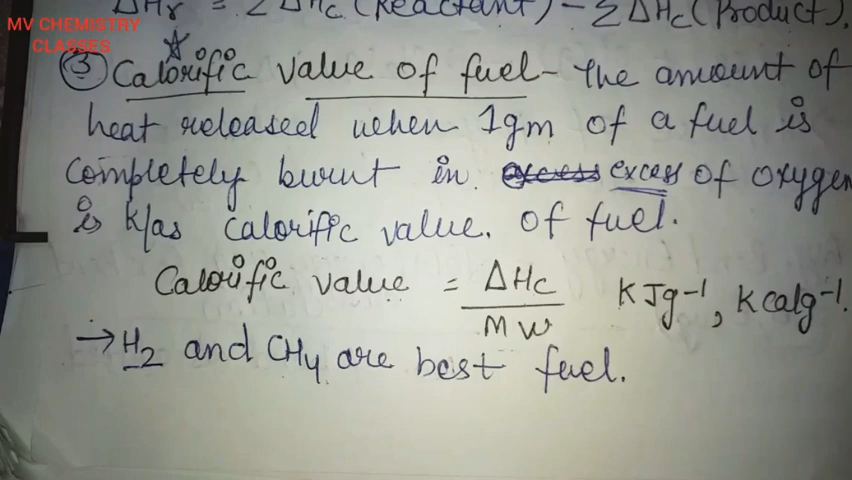 ΔHr = ΣΔHc (Reactant) - ΣΔHc (Product).
MV CHEMISTRY
CLASSES
③ Calorific value of fuel - the amount of
heat released when 1gm of a fuel is
completely burnt in excess of oxygen
is k/as calorific value. of fuel.
Calorific value = ΔHc / MW KJg⁻¹, Kcalg⁻¹.
→ H₂ and CH₄ are best fuel.